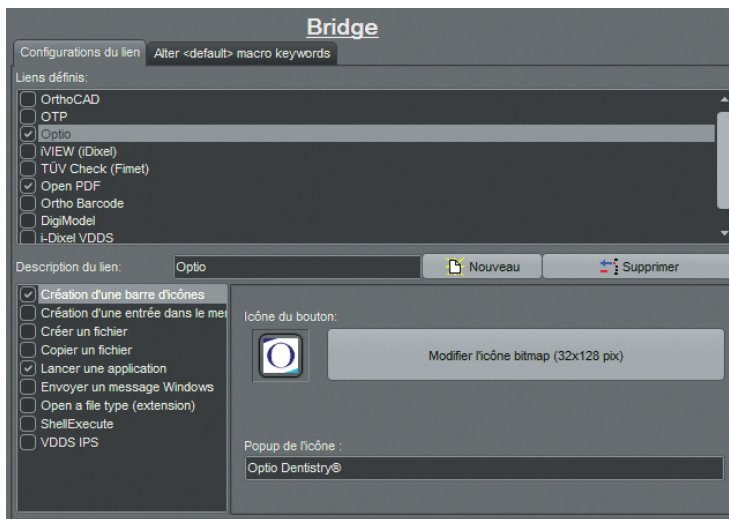 Bridge
Configurations du lien
Alter <default> macro keywords
Liens définis:
OrthoCAD
OTP
Optio
iVIEW (iDixel)
TÜV Check (Fimet)
Open PDF
Ortho Barcode
DigiModel
i-Dixel VDDS
Description du lien:
Optio
Nouveau
Supprimer
Création d'une barre d'icônes
Création d'une entrée dans le mer
Créer un fichier
Copier un fichier
Lancer une application
Envoyer un message Windows
Open a file type (extension)
ShellExecute
VDDS IPS
Icône du bouton:
O
Modifier l'icône bitmap (32x128 pix)
Popup de l'icône :
Optio Dentistry®